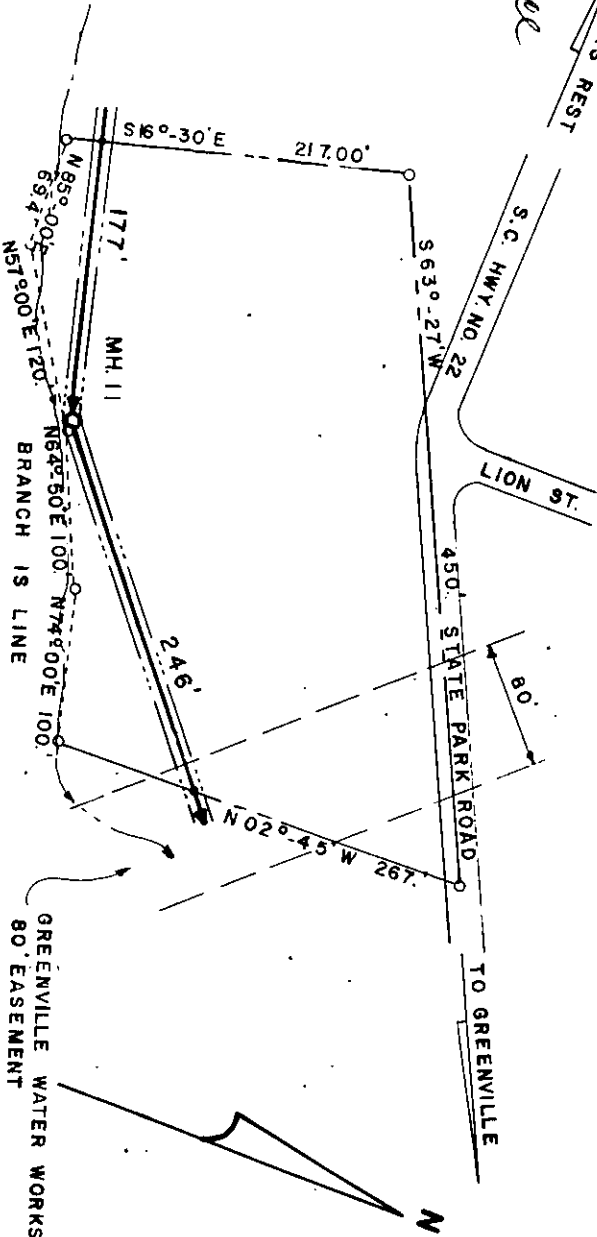 REST
S.C. HWY. NO. 22
LION ST.
S 63°-27' W
450.' STATE PARK ROAD
TO GREENVILLE
S16°-30'E 217.00'
80'
177'
MH. 11
246'
N 85°-00'E
69.4
N57°00'E 120.
N64°-50'E 100.
N74°00'E 100.
N 02°-45' W 267.'
BRANCH IS LINE
GREENVILLE WATER WORKS
80' EASEMENT
N